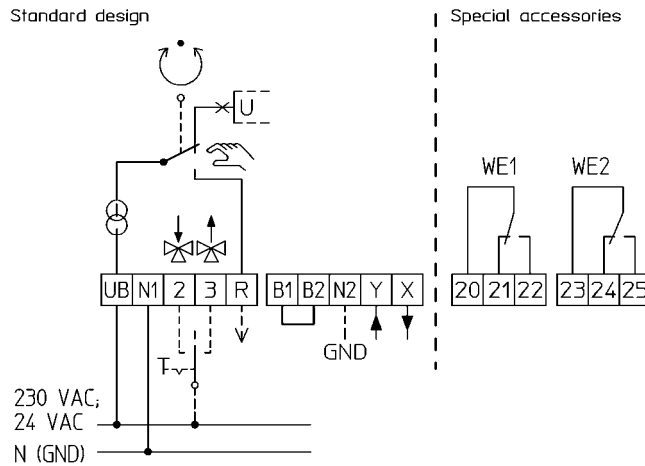 Standard design
Special accessories
U
WE1
WE2
UB N1 2 3 R
B1 B2 N2 Y X
20 21 22
23 24 25
GND
230 VAC;
24 VAC
N (GND)